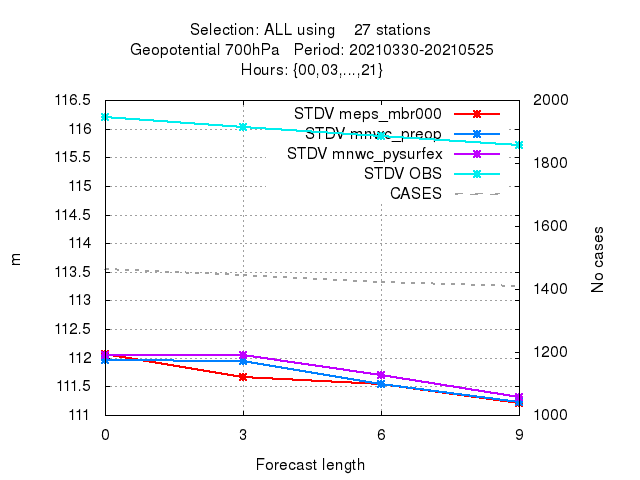 Selection: ALL using    27 stations
Geopotential 700hPa   Period: 20210330-20210525
Hours: {00,03,...,21}
116.5
116
115.5
115
114.5
114
113.5
113
112.5
112
111.5
111
2000
1800
1600
1400
1200
1000
STDV meps_mbr000
STDV mnwc_preop
STDV mnwc_pysurfex
STDV OBS
CASES
m
No cases
0 3 6 9
Forecast length